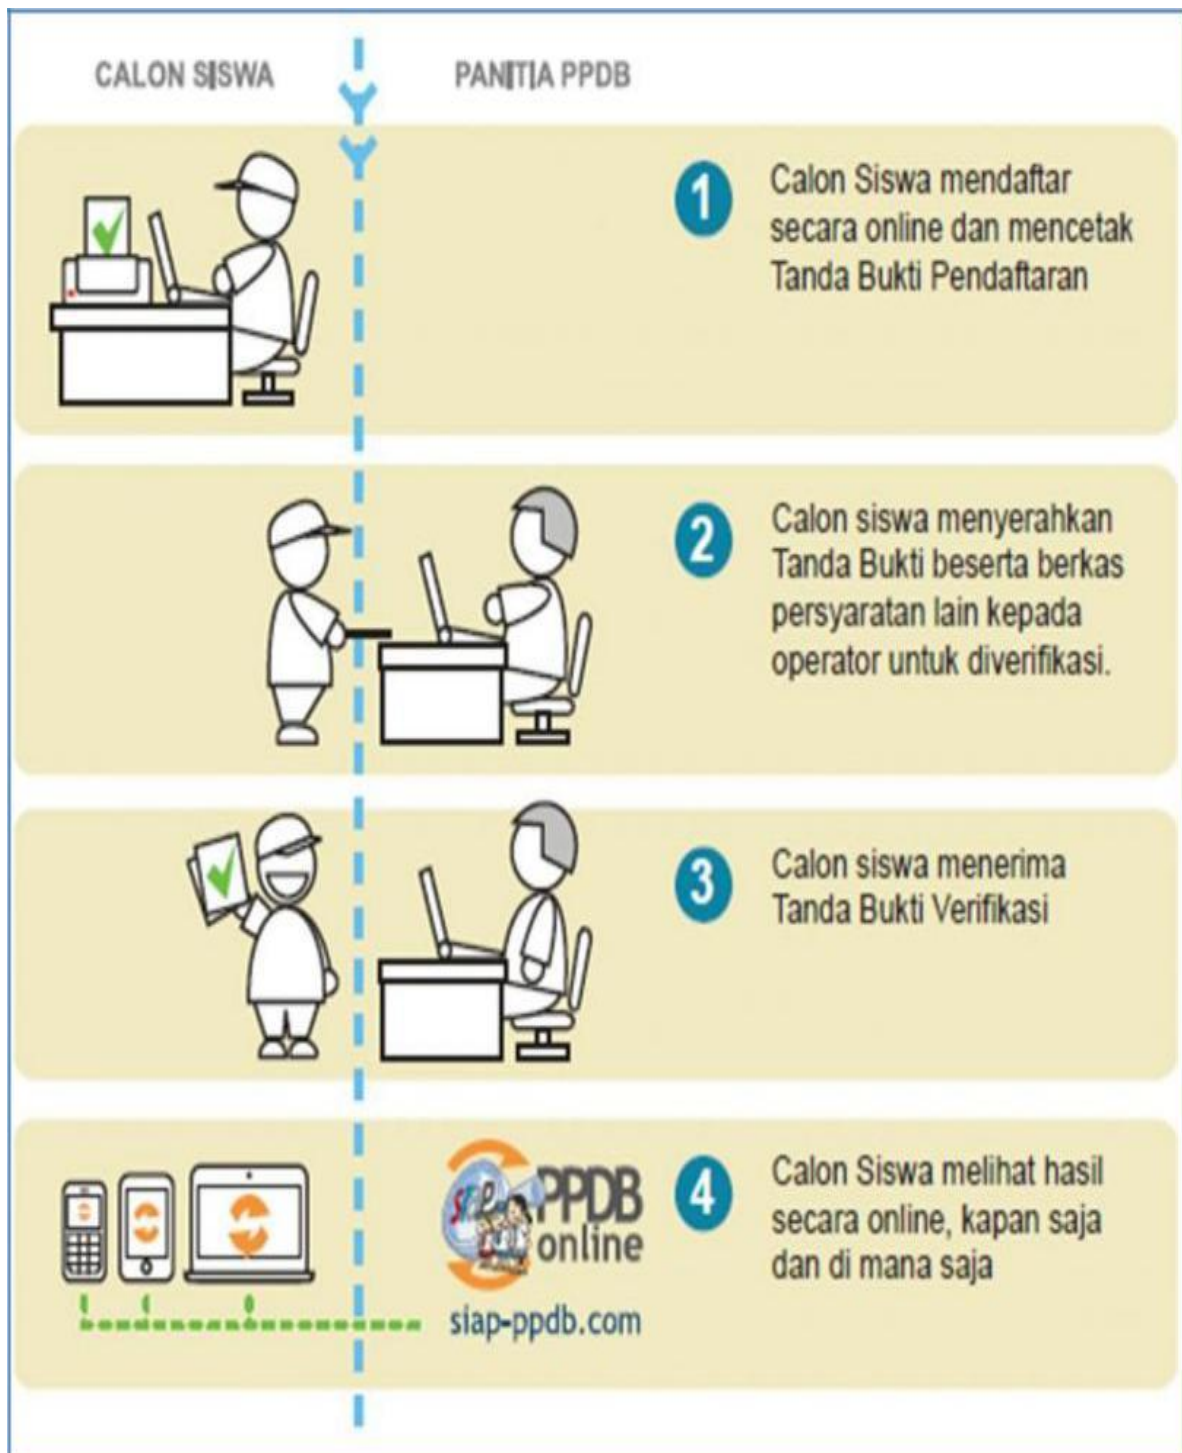 CALON SISWA
PANITIA PPDB
1
Calon Siswa mendaftar
secara online dan mencetak
Tanda Bukti Pendaftaran
2
Calon siswa menyerahkan
Tanda Bukti beserta berkas
persyaratan lain kepada
operator untuk diverifikasi.
3
Calon siswa menerima
Tanda Bukti Verifikasi
PPDB
online
siap-ppdb.com
4
Calon Siswa melihat hasil
secara online, kapan saja
dan di mana saja